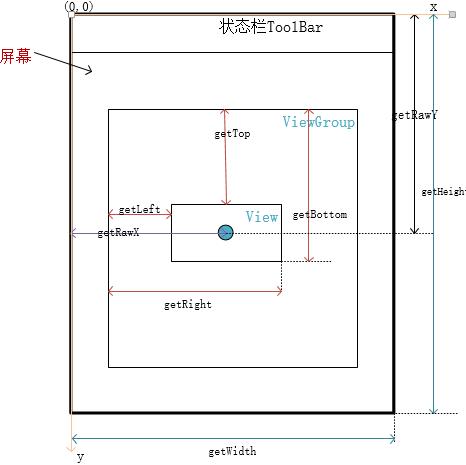 (0,0)
x
状态栏ToolBar
屏幕
getRawY
ViewGroup
getTop
getHeight
getLeft
View
getBottom
getRawX
getRight
getWidth
y